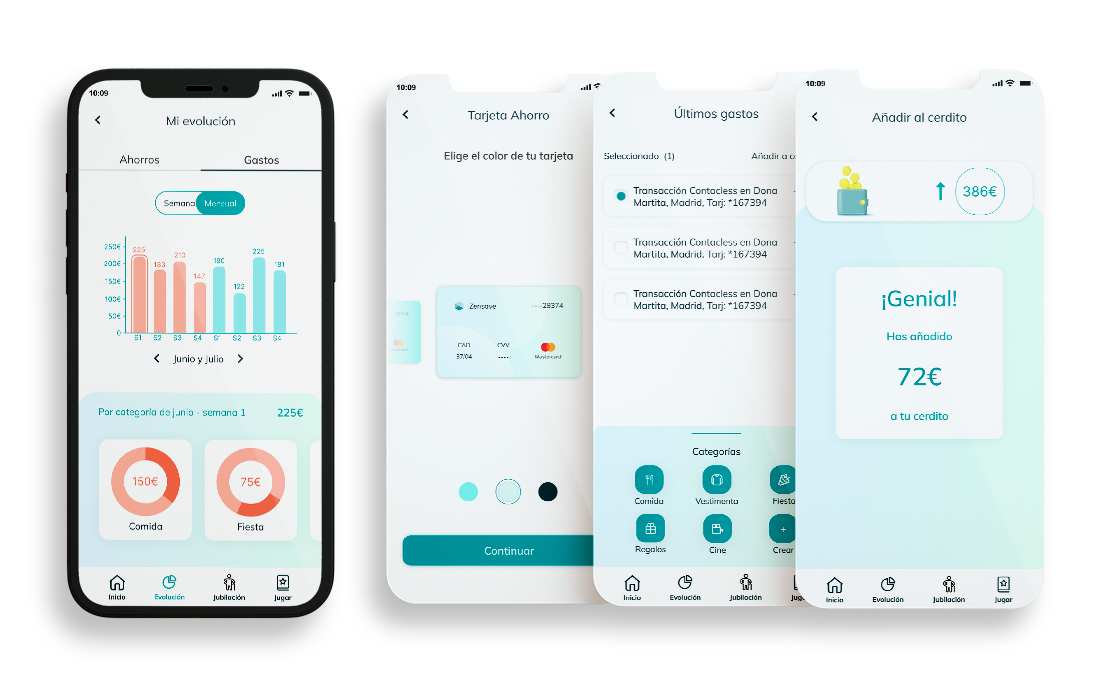 10:09
Mi evolución
Ahorros
Gastos
Semana
Mensual
250€
200€
150€
100€
50€
0
225
183
210
147
190
122
225
181
S1
S2
S3
S4
S1
S2
S3
S4
Junio y Julio
Por categoría de junio - semana 1
225€
150€
Comida
75€
Fiesta
Inicio
Evolución
Jubilación
Jugar
10:09
Tarjeta Ahorro
Elige el color de tu tarjeta
Zensave
28374
CAD
CVV
37/04
Mastercard
Continuar
Últimos gastos
Seleccionado (1)
Añadir a c
Transacción Contacless en Dona
Martita, Madrid, Tarj: *167394
Transacción Contacless en Dona
Martita, Madrid, Tarj: *167394
Transacción Contacless en Dona
Martita, Madrid, Tarj: *167394
Categorías
Comida
Vestimenta
Fiesta
Regalos
Cine
Crear
Inicio
Evolución
Jubilación
10:09
Añadir al cerdito
386€
¡Genial!
Has añadido
72€
a tu cerdito
Inicio
Evolución
Jubilación
Jugar